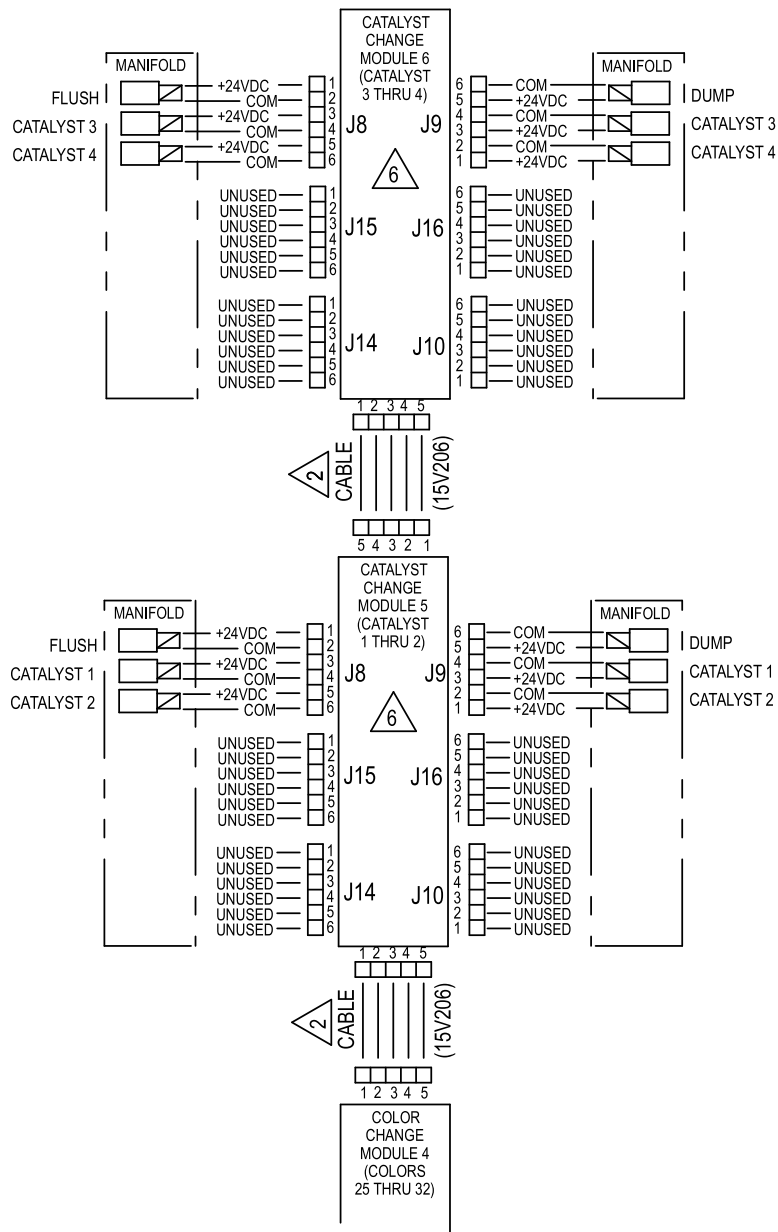 CATALYST
CHANGE
MODULE 6
(CATALYST
3 THRU 4)
MANIFOLD
FLUSH
CATALYST 3
CATALYST 4
+24VDC
COM
+24VDC
COM
+24VDC
COM
1
2
3
4
5
6
J8
J9
6
6
5
4
3
2
1
COM
+24VDC
COM
+24VDC
COM
+24VDC
MANIFOLD
DUMP
CATALYST 3
CATALYST 4
UNUSED 1
UNUSED 2
UNUSED 3
UNUSED 4
UNUSED 5
UNUSED 6
J15
J16
6 UNUSED
5 UNUSED
4 UNUSED
3 UNUSED
2 UNUSED
1 UNUSED
UNUSED 1
UNUSED 2
UNUSED 3
UNUSED 4
UNUSED 5
UNUSED 6
J14
J10
6 UNUSED
5 UNUSED
4 UNUSED
3 UNUSED
2 UNUSED
1 UNUSED
1 2 3 4 5
2
CABLE
(15V206)
5 4 3 2 1
CATALYST
CHANGE
MODULE 5
(CATALYST
1 THRU 2)
MANIFOLD
FLUSH
CATALYST 1
CATALYST 2
+24VDC
COM
+24VDC
COM
+24VDC
COM
1
2
3
4
5
6
J8
J9
6
6
5
4
3
2
1
COM
+24VDC
COM
+24VDC
COM
+24VDC
MANIFOLD
DUMP
CATALYST 1
CATALYST 2
UNUSED 1
UNUSED 2
UNUSED 3
UNUSED 4
UNUSED 5
UNUSED 6
J15
J16
6 UNUSED
5 UNUSED
4 UNUSED
3 UNUSED
2 UNUSED
1 UNUSED
UNUSED 1
UNUSED 2
UNUSED 3
UNUSED 4
UNUSED 5
UNUSED 6
J14
J10
6 UNUSED
5 UNUSED
4 UNUSED
3 UNUSED
2 UNUSED
1 UNUSED
1 2 3 4 5
2
CABLE
(15V206)
1 2 3 4 5
COLOR
CHANGE
MODULE 4
(COLORS
25 THRU 32)